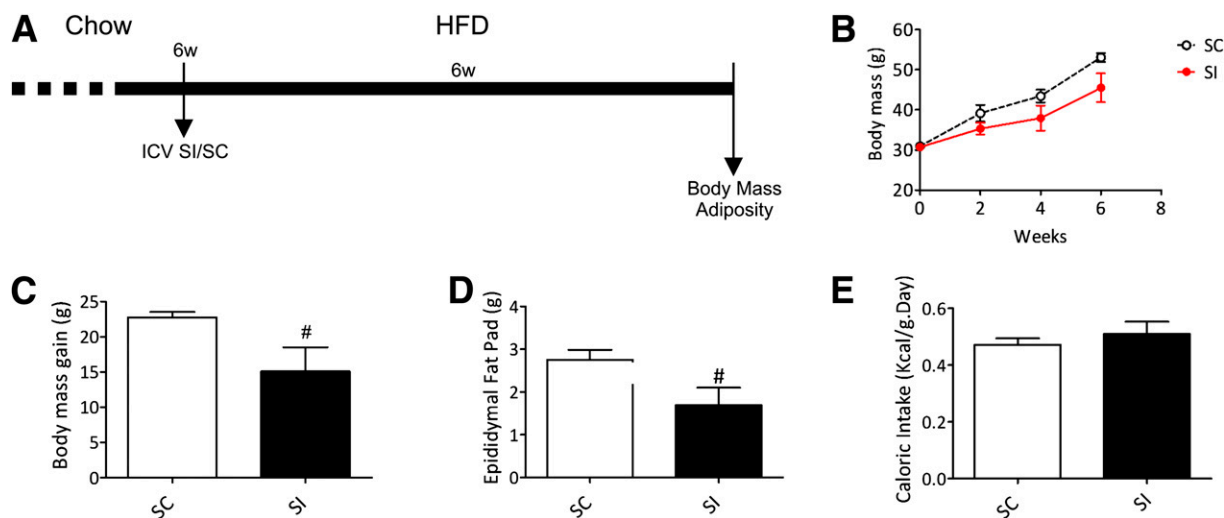 A
Chow
HFD
6w
6w
ICV SI/SC
Body Mass
Adiposity
B
Body mass (g)
60
50
40
30
20
0
2
4
6
8
Weeks
SC
SI
C
Body mass gain (g)
25
20
15
10
5
0
#
SC
SI
D
Epididymal Fat Pad (g)
4
3
2
1
0
#
SC
SI
E
Caloric Intake (Kcal/g.Day)
0.6
0.4
0.2
0.0
SC
SI